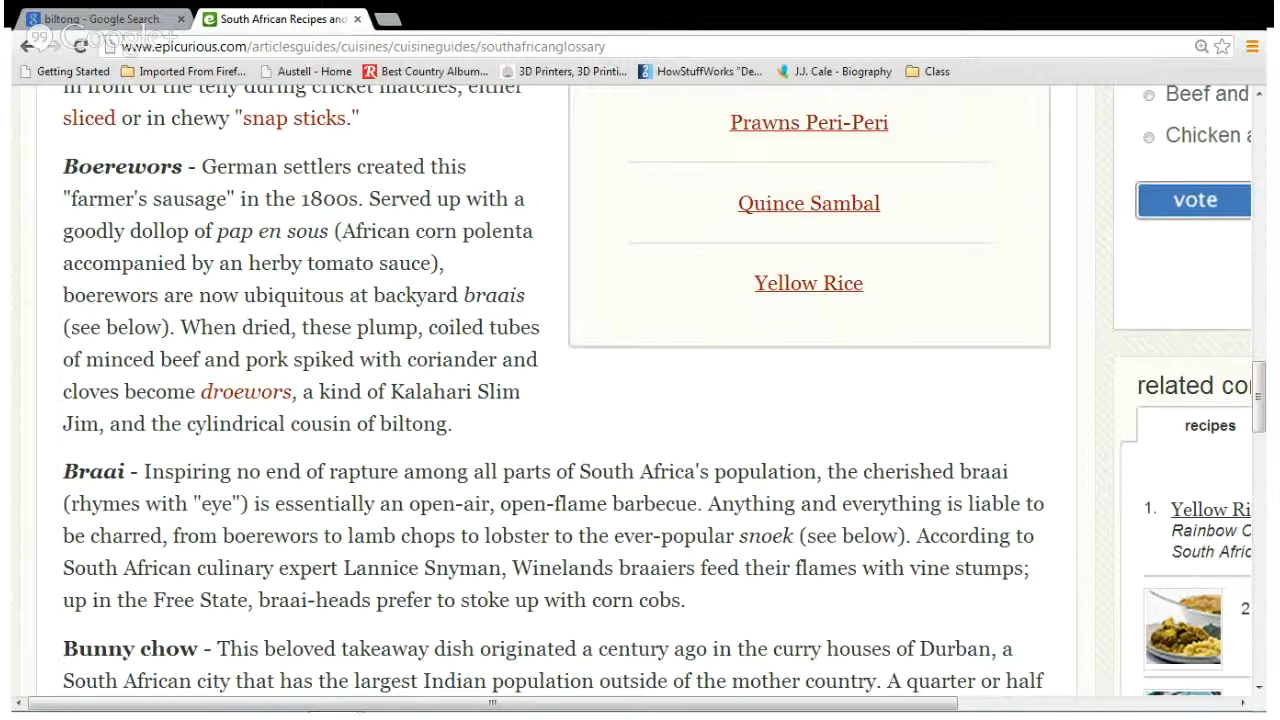 biltong - Google Search
South African Recipes and
Google+
www.epicurious.com/articlesguides/cuisines/cuisineguides/southafricanglossary
Getting Started
Imported From Firef...
Austell - Home
Best Country Album...
3D Printers, 3D Printi...
HowStuffWorks "De...
J.J. Cale - Biography
Class
in front of the telly during cricket matches, either
sliced or in chewy "snap sticks."
Boerewors - German settlers created this
"farmer's sausage" in the 1800s. Served up with a
goodly dollop of pap en sous (African corn polenta
accompanied by an herby tomato sauce),
boerewors are now ubiquitous at backyard braais
(see below). When dried, these plump, coiled tubes
of minced beef and pork spiked with coriander and
cloves become droewors, a kind of Kalahari Slim
Jim, and the cylindrical cousin of biltong.
Braai - Inspiring no end of rapture among all parts of South Africa's population, the cherished braai
(rhymes with "eye") is essentially an open-air, open-flame barbecue. Anything and everything is liable to
be charred, from boerewors to lamb chops to lobster to the ever-popular snoek (see below). According to
South African culinary expert Lannice Snyman, Winelands braaiers feed their flames with vine stumps;
up in the Free State, braai-heads prefer to stoke up with corn cobs.
Bunny chow - This beloved takeaway dish originated a century ago in the curry houses of Durban, a
South African city that has the largest Indian population outside of the mother country. A quarter or half
Prawns Peri-Peri
Quince Sambal
Yellow Rice
Beef and
Chicken a
vote
related co
recipes
1. Yellow Ri
Rainbow C
South Afric
2